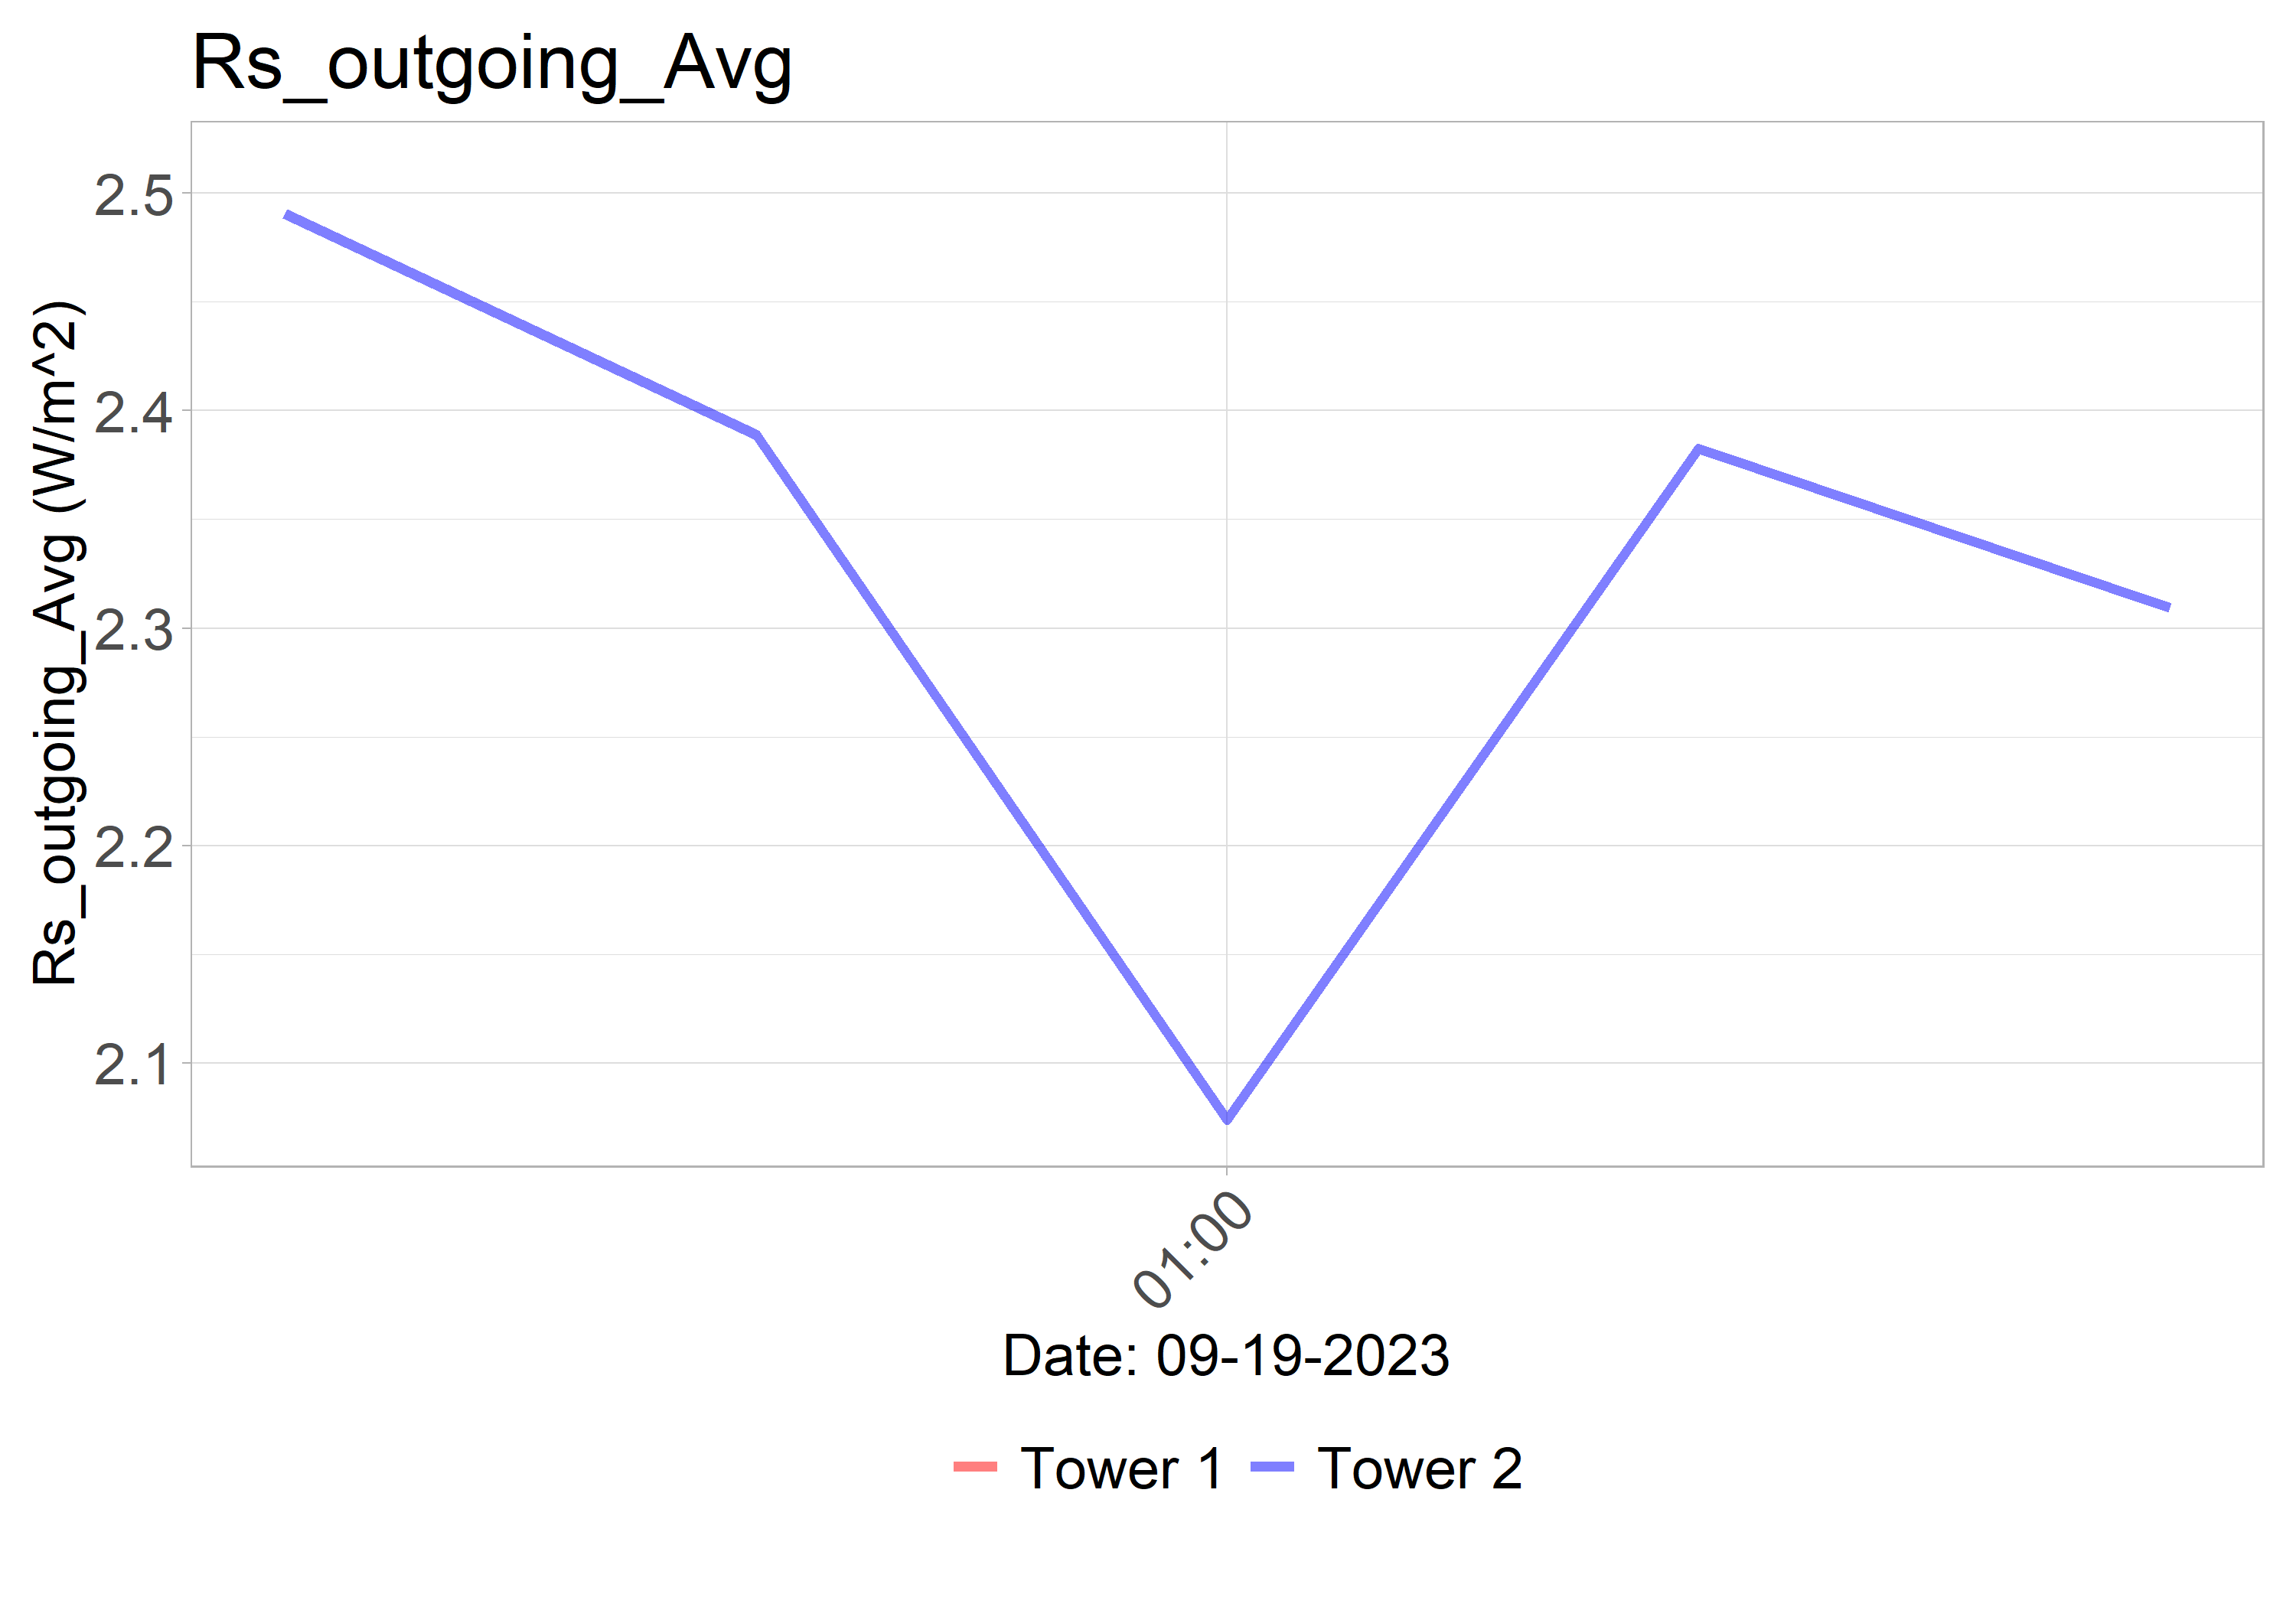 Rs_outgoing_Avg
Rs_outgoing_Avg (W/m^2)
2.5
2.4
2.3
2.2
2.1
01:00
Date: 09-19-2023
Tower 1 Tower 2